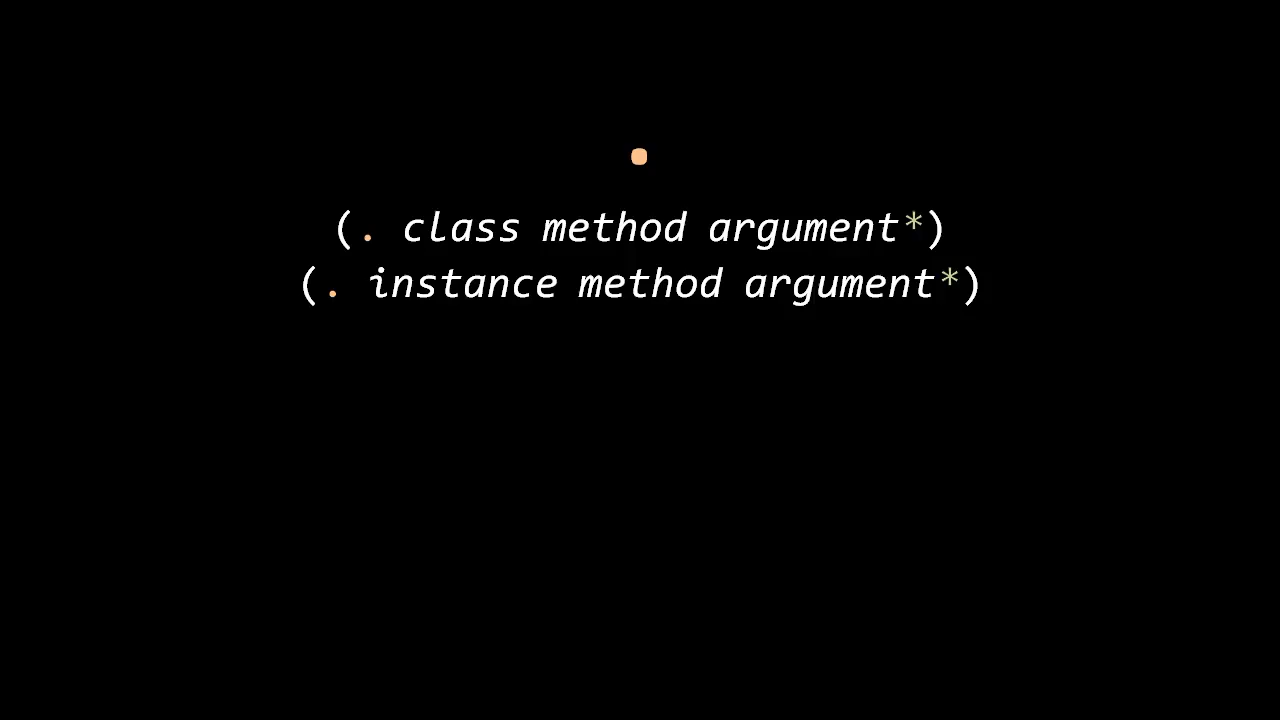 .
(. class method argument*)
(. instance method argument*)